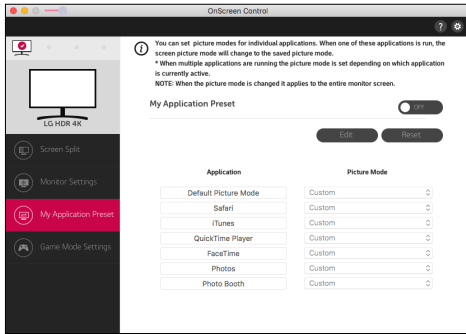 OnScreen Control
?
You can set picture modes for individual applications. When one of these applications is run, the
screen picture mode will change to the saved picture mode.
* When multiple applications are running the picture mode is set depending on which application
is currently active.
NOTE: When the picture mode is changed it applies to the entire monitor screen.
LG HDR 4K
My Application Preset
OFF
Edit Reset
Screen Split
Monitor Settings
My Application Preset
Game Mode Settings
Application Picture Mode
Default Picture Mode Custom
Safari Custom
iTunes Custom
QuickTime Player Custom
FaceTime Custom
Photos Custom
Photo Booth Custom